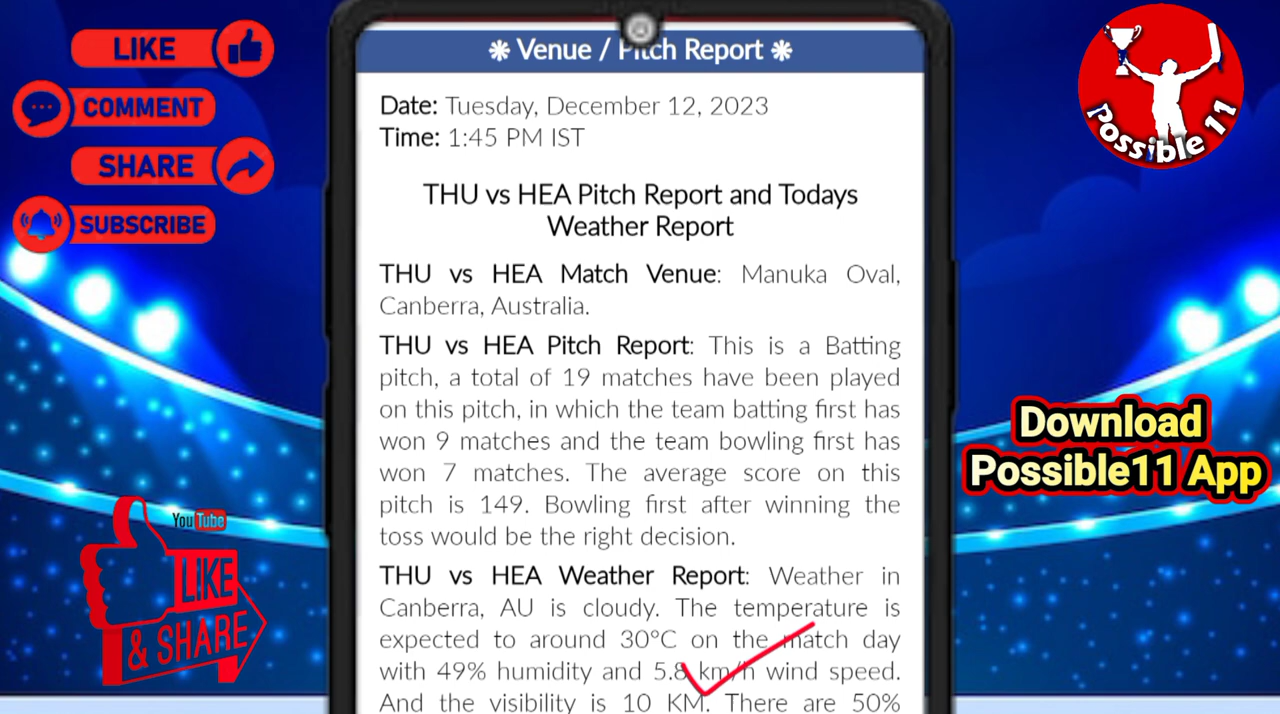 LIKE
COMMENT
SHARE
SUBSCRIBE
You Tube
LIKE
& SHARE
❋ Venue / Pitch Report ❋
Date: Tuesday, December 12, 2023
Time: 1:45 PM IST
THU vs HEA Pitch Report and Todays
Weather Report
THU vs HEA Match Venue: Manuka Oval,
Canberra, Australia.
THU vs HEA Pitch Report: This is a Batting
pitch, a total of 19 matches have been played
on this pitch, in which the team batting first has
won 9 matches and the team bowling first has
won 7 matches. The average score on this
pitch is 149. Bowling first after winning the
toss would be the right decision.
THU vs HEA Weather Report: Weather in
Canberra, AU is cloudy. The temperature is
expected to around 30°C on the match day
with 49% humidity and 5.8 km/h wind speed.
And the visibility is 10 KM. There are 50%
Possible 11
Download
Possible11 App